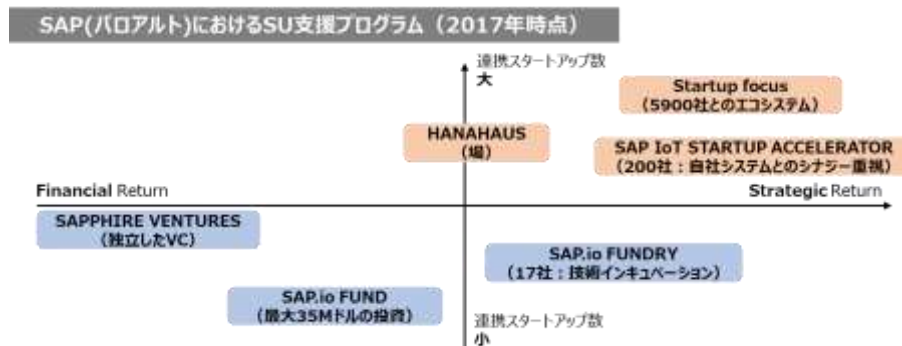 SAP(パロアルト)におけるSU支援プログラム（2017年時点）
連携スタートアップ数
大
Startup focus
（5900社とのエコシステム）
HANAHAUS
（場）
SAP IoT STARTUP ACCELERATOR
（200社：自社システムとのシナジー重視）
Financial Return
Strategic Return
SAPPHIRE VENTURES
（独立したVC）
SAP.io FUNDRY
（17社：技術インキュベーション）
SAP.io FUND
（最大35Mドルの投資）
連携スタートアップ数
小